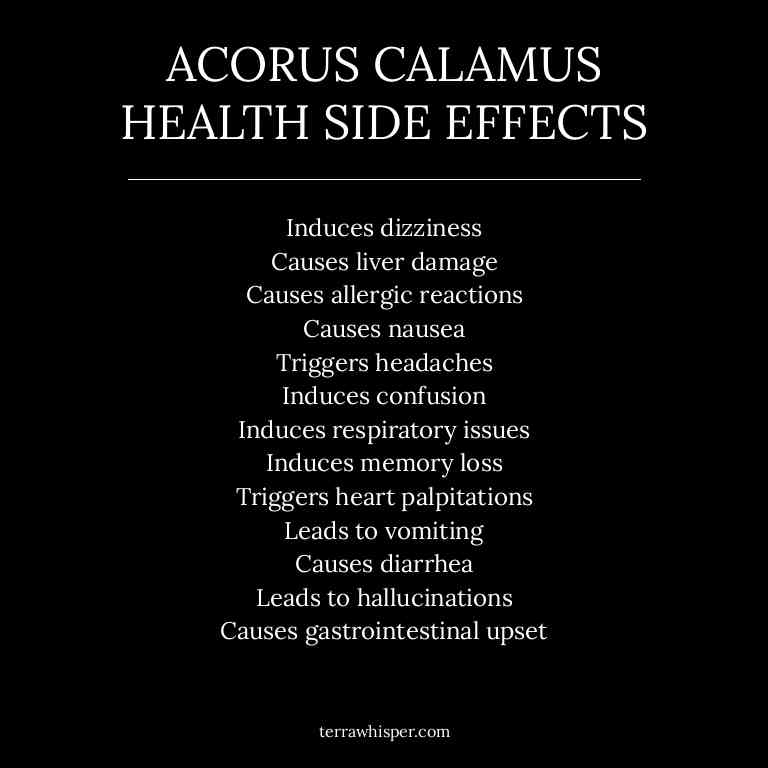 ACORUS CALAMUS
HEALTH SIDE EFFECTS
Induces dizziness
Causes liver damage
Causes allergic reactions
Causes nausea
Triggers headaches
Induces confusion
Induces respiratory issues
Induces memory loss
Triggers heart palpitations
Leads to vomiting
Causes diarrhea
Leads to hallucinations
Causes gastrointestinal upset
terrawhisper.com